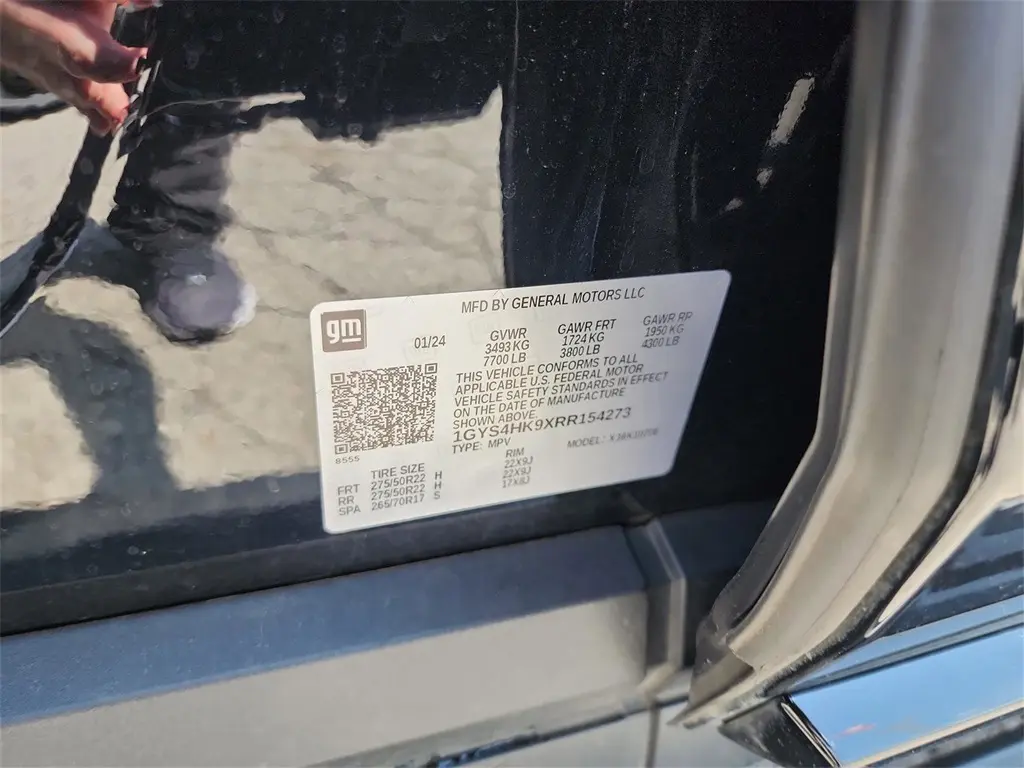 MFD BY GENERAL MOTORS LLC
gm
01/24
GVWR
3493 KG
7700 LB
GAWR FRT
1724 KG
3800 LB
GAWR RR
1950 KG
4300 LB
THIS VEHICLE CONFORMS TO ALL
APPLICABLE U.S. FEDERAL MOTOR
VEHICLE SAFETY STANDARDS IN EFFECT
ON THE DATE OF MANUFACTURE
SHOWN ABOVE.
1GYS4HK9XRR154273
TYPE: MPV
MODEL:
8555
TIRE SIZE RIM
FRT 275/50R22 H 22X9J
RR 275/50R22 H 22X9J
SPA 265/70R17 S 17X8J